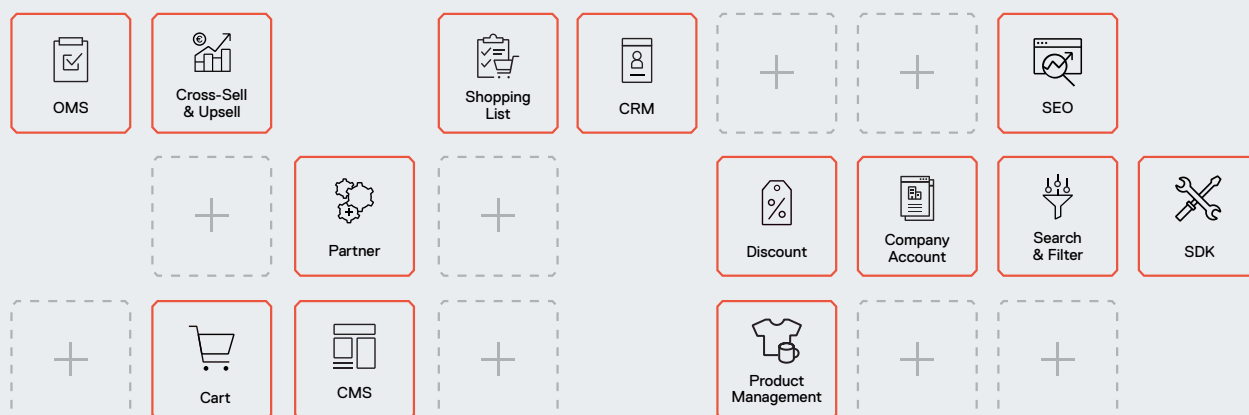 OMS
Cross-Sell
& Upsell
Shopping
List
CRM
SEO
Partner
Discount
Company
Account
Search
& Filter
SDK
Cart
CMS
Product
Management